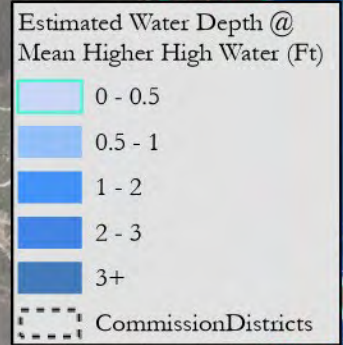 Estimated Water Depth @
Mean Higher High Water (Ft)
0 - 0.5
0.5 - 1
1 - 2
2 - 3
3+
CommissionDistricts